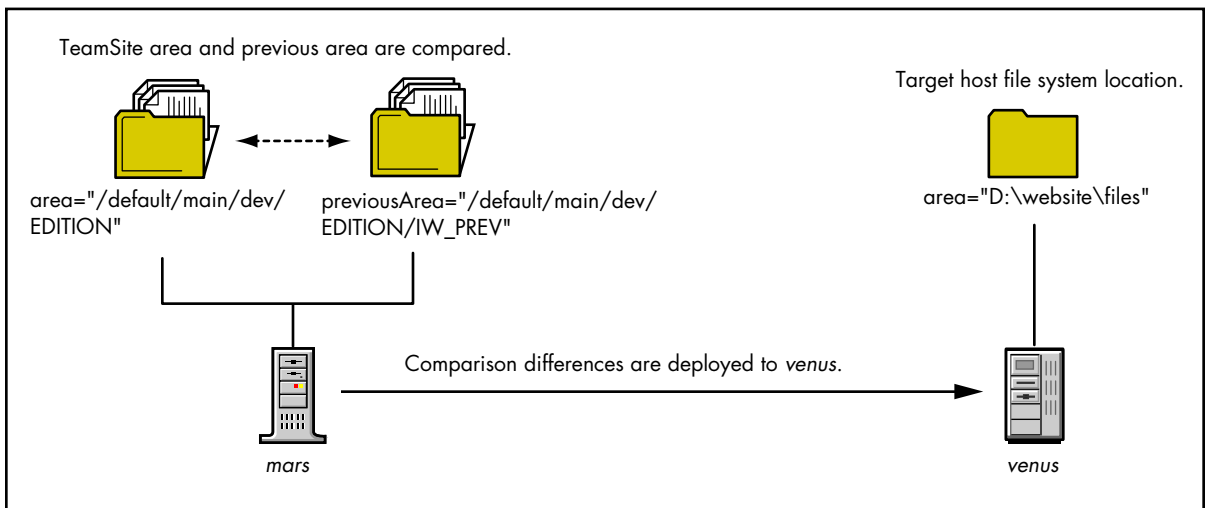 TeamSite area and previous area are compared.
Target host file system location.
area="/default/main/dev/
EDITION"
previousArea="/default/main/dev/
EDITION/IW_PREV"
area="D:\website\files"
Comparison differences are deployed to venus.
mars
venus